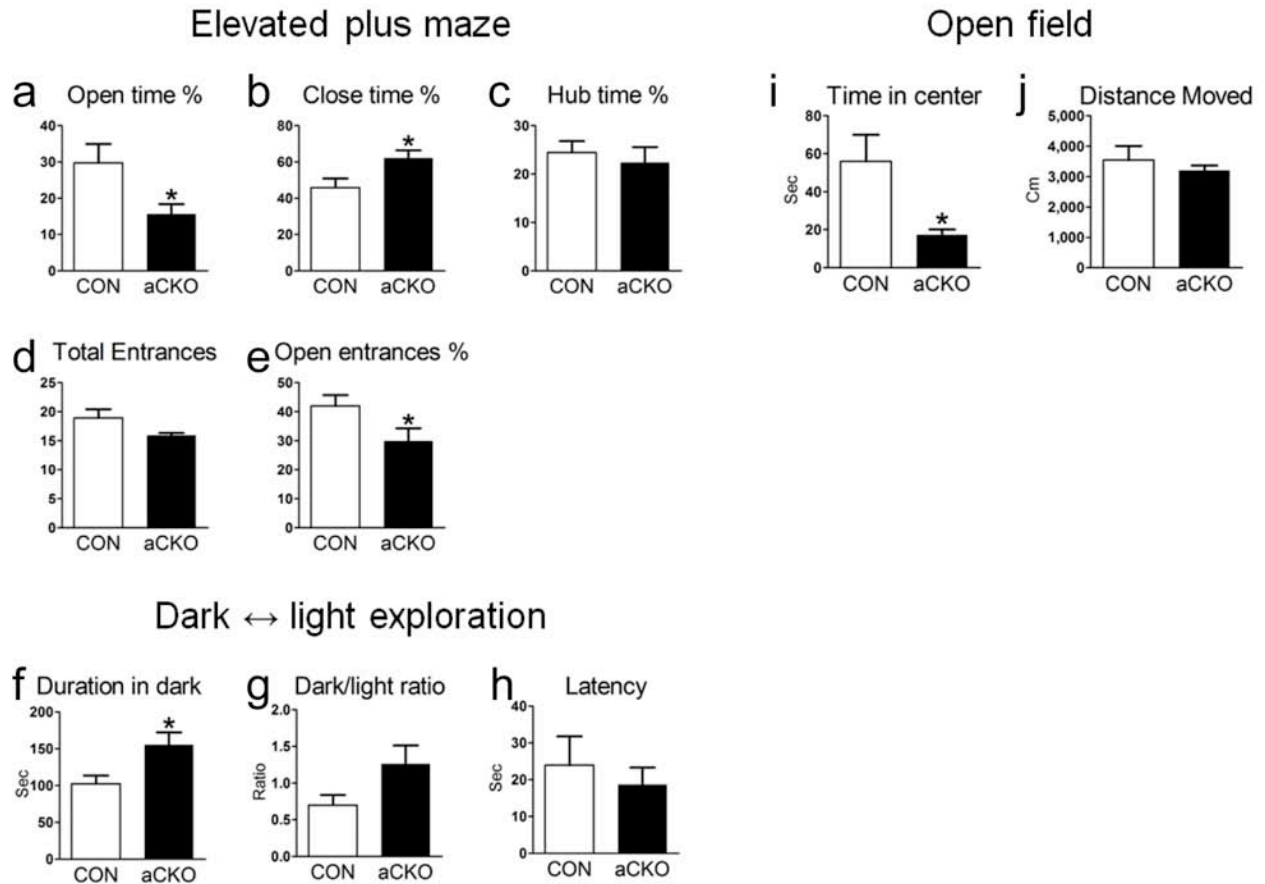 Elevated plus maze
Open field
a Open time %
40
30
20
10
0
*
CON aCKO
b Close time %
80
60
40
20
0
*
CON aCKO
c Hub time %
30
20
10
0
CON aCKO
i Time in center
80
60
40
20
0
Sec
*
CON aCKO
j Distance Moved
5,000
4,000
3,000
2,000
1,000
0
Cm
CON aCKO
d Total Entrances
25
20
15
10
5
0
CON aCKO
e Open entrances %
50
40
30
20
10
0
*
CON aCKO
Dark ↔ light exploration
f Duration in dark
200
150
100
50
0
Sec
*
CON aCKO
g Dark/light ratio
2.0
1.5
1.0
0.5
0.0
Ratio
CON aCKO
h Latency
40
30
20
10
0
Sec
CON aCKO